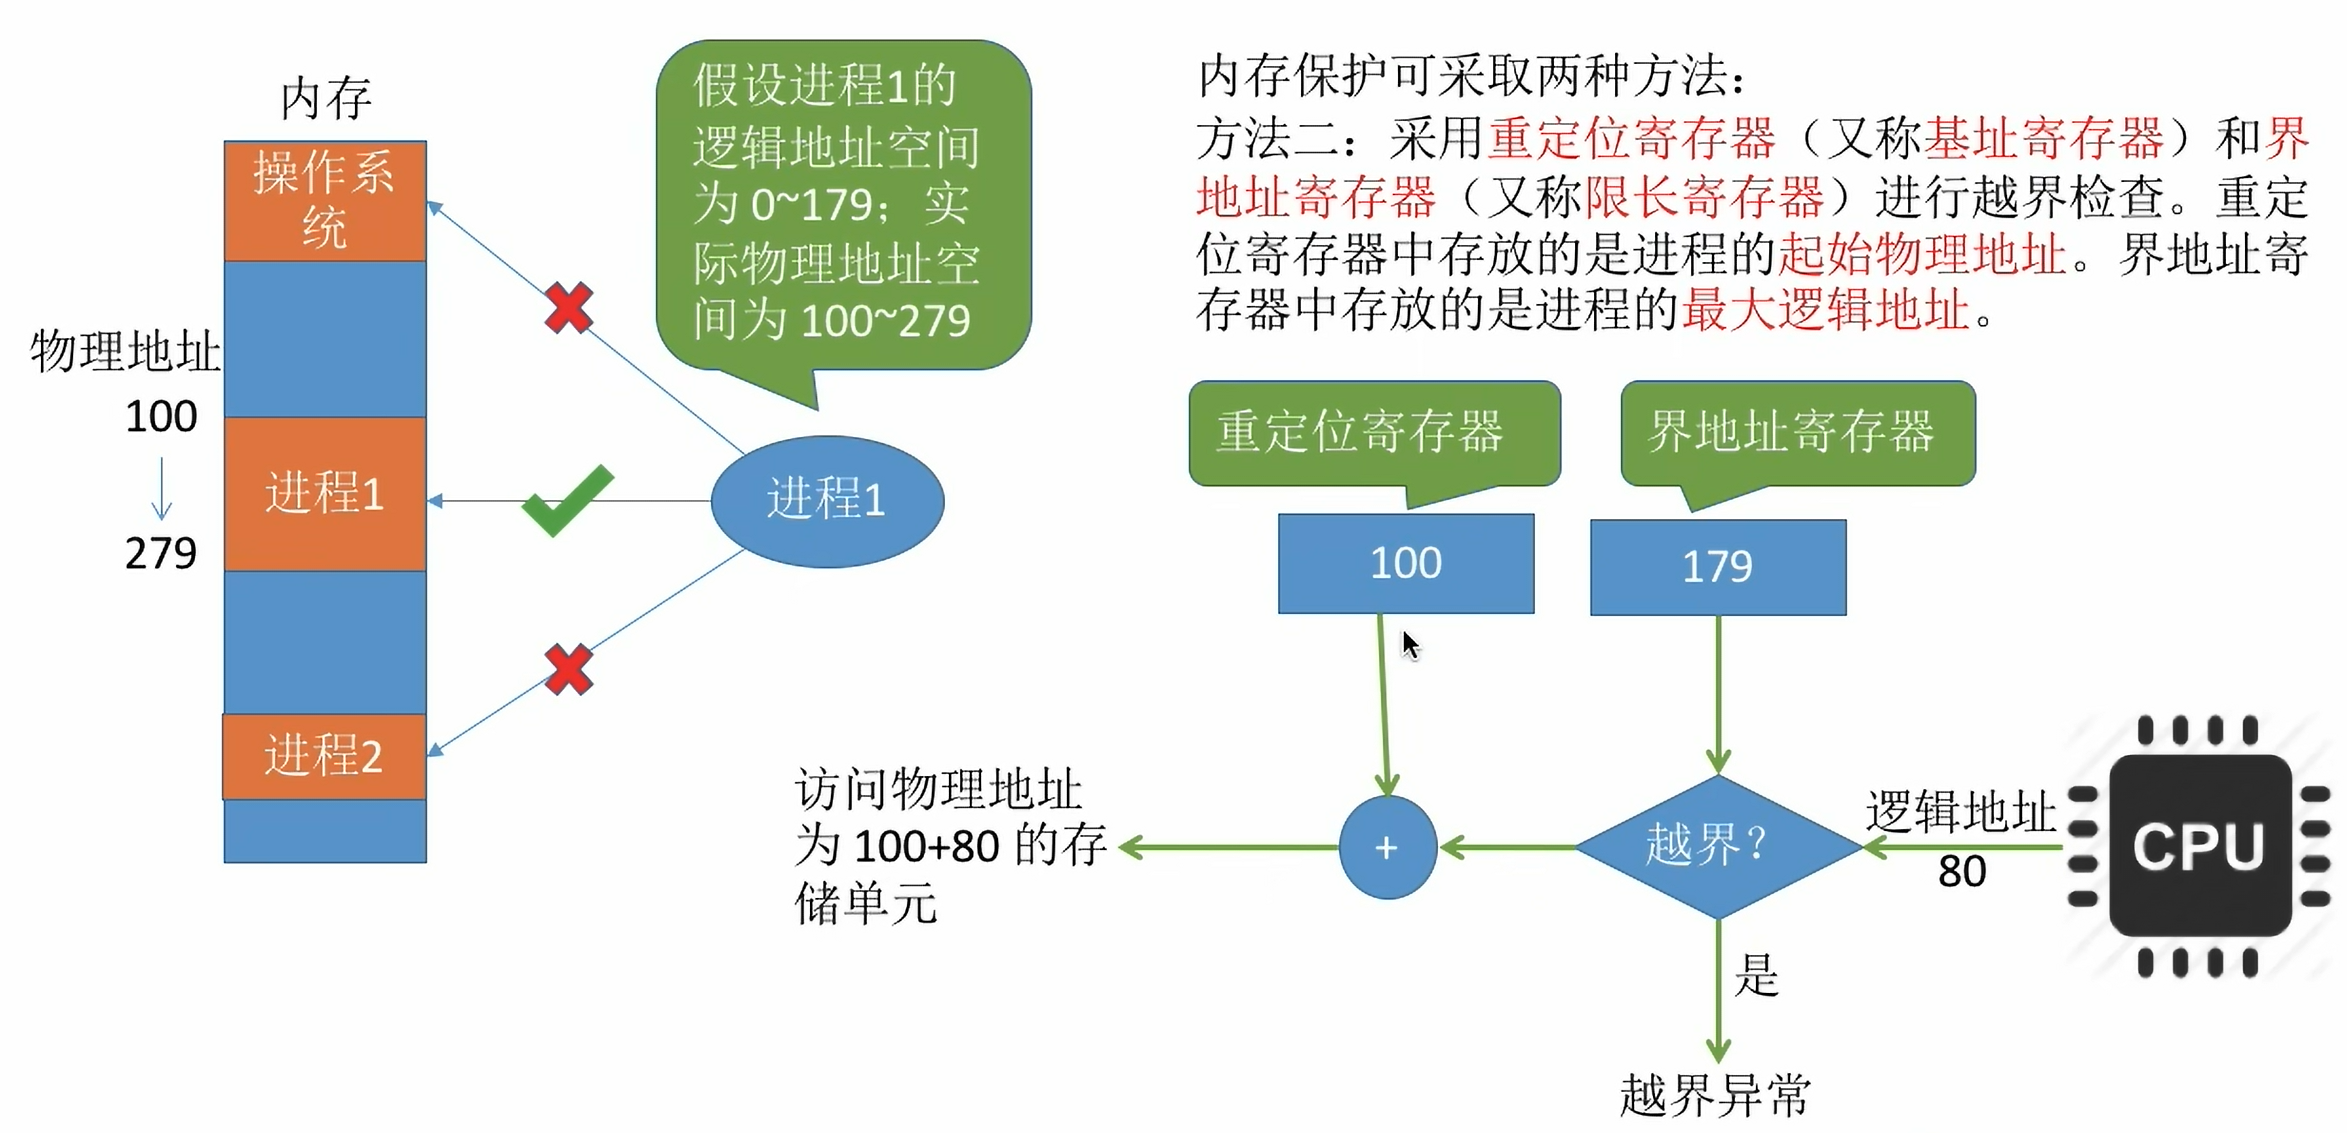 内存
操作系
统
物理地址
100
279
进程1
进程2
假设进程1的
逻辑地址空间
为 0~179；实
际物理地址空
间为 100~279
进程1
内存保护可采取两种方法：
方法二：采用重定位寄存器（又称基址寄存器）和界
地址寄存器（又称限长寄存器）进行越界检查。重定
位寄存器中存放的是进程的起始物理地址。界地址寄
存器中存放的是进程的最大逻辑地址。
重定位寄存器
界地址寄存器
100
179
访问物理地址
为 100+80 的存
储单元
+
越界？
逻辑地址
80
CPU
是
越界异常